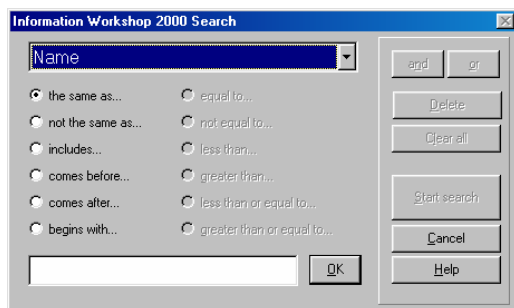 Information Workshop 2000 Search
Name
the same as...
equal to...
not the same as...
not equal to...
includes...
less than...
comes before...
greater than...
comes after...
less than or equal to...
begins with...
greater than or equal to...
OK
and or
Delete
Clear all
Start search
Cancel
Help